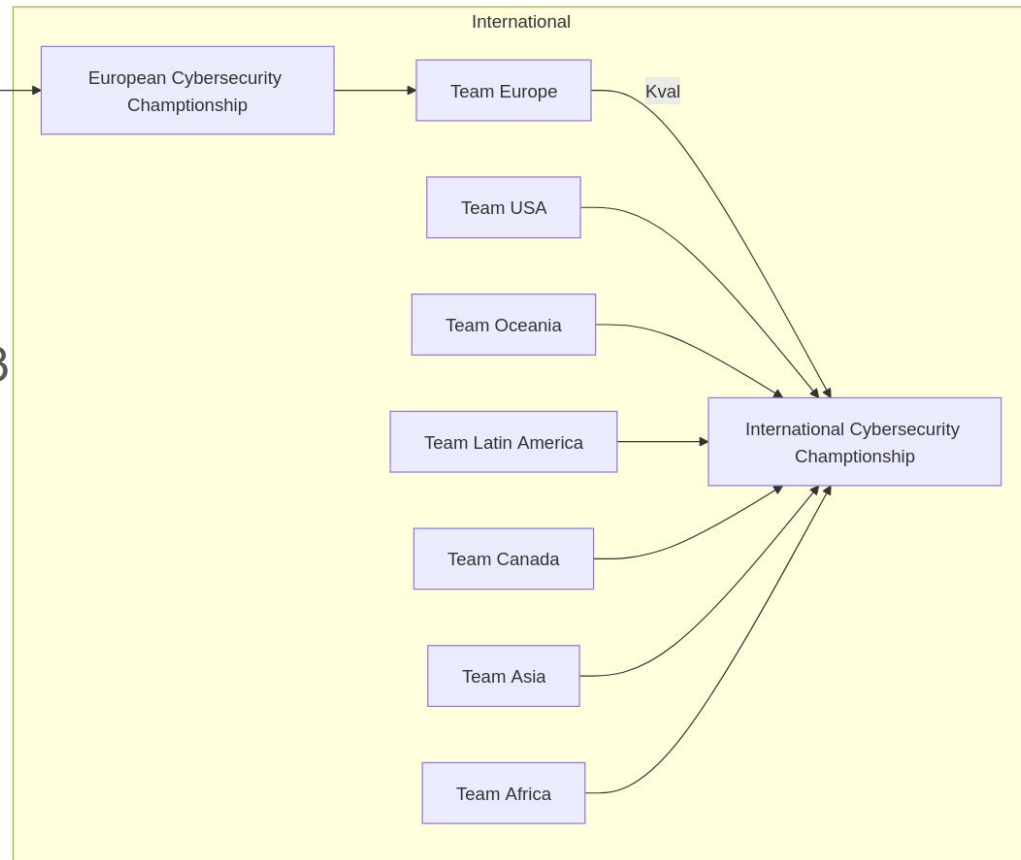 International
European Cybersecurity
Champtionship
Team Europe
Kval
Team USA
Team Oceania
Team Latin America
International Cybersecurity
Champtionship
Team Canada
Team Asia
Team Africa